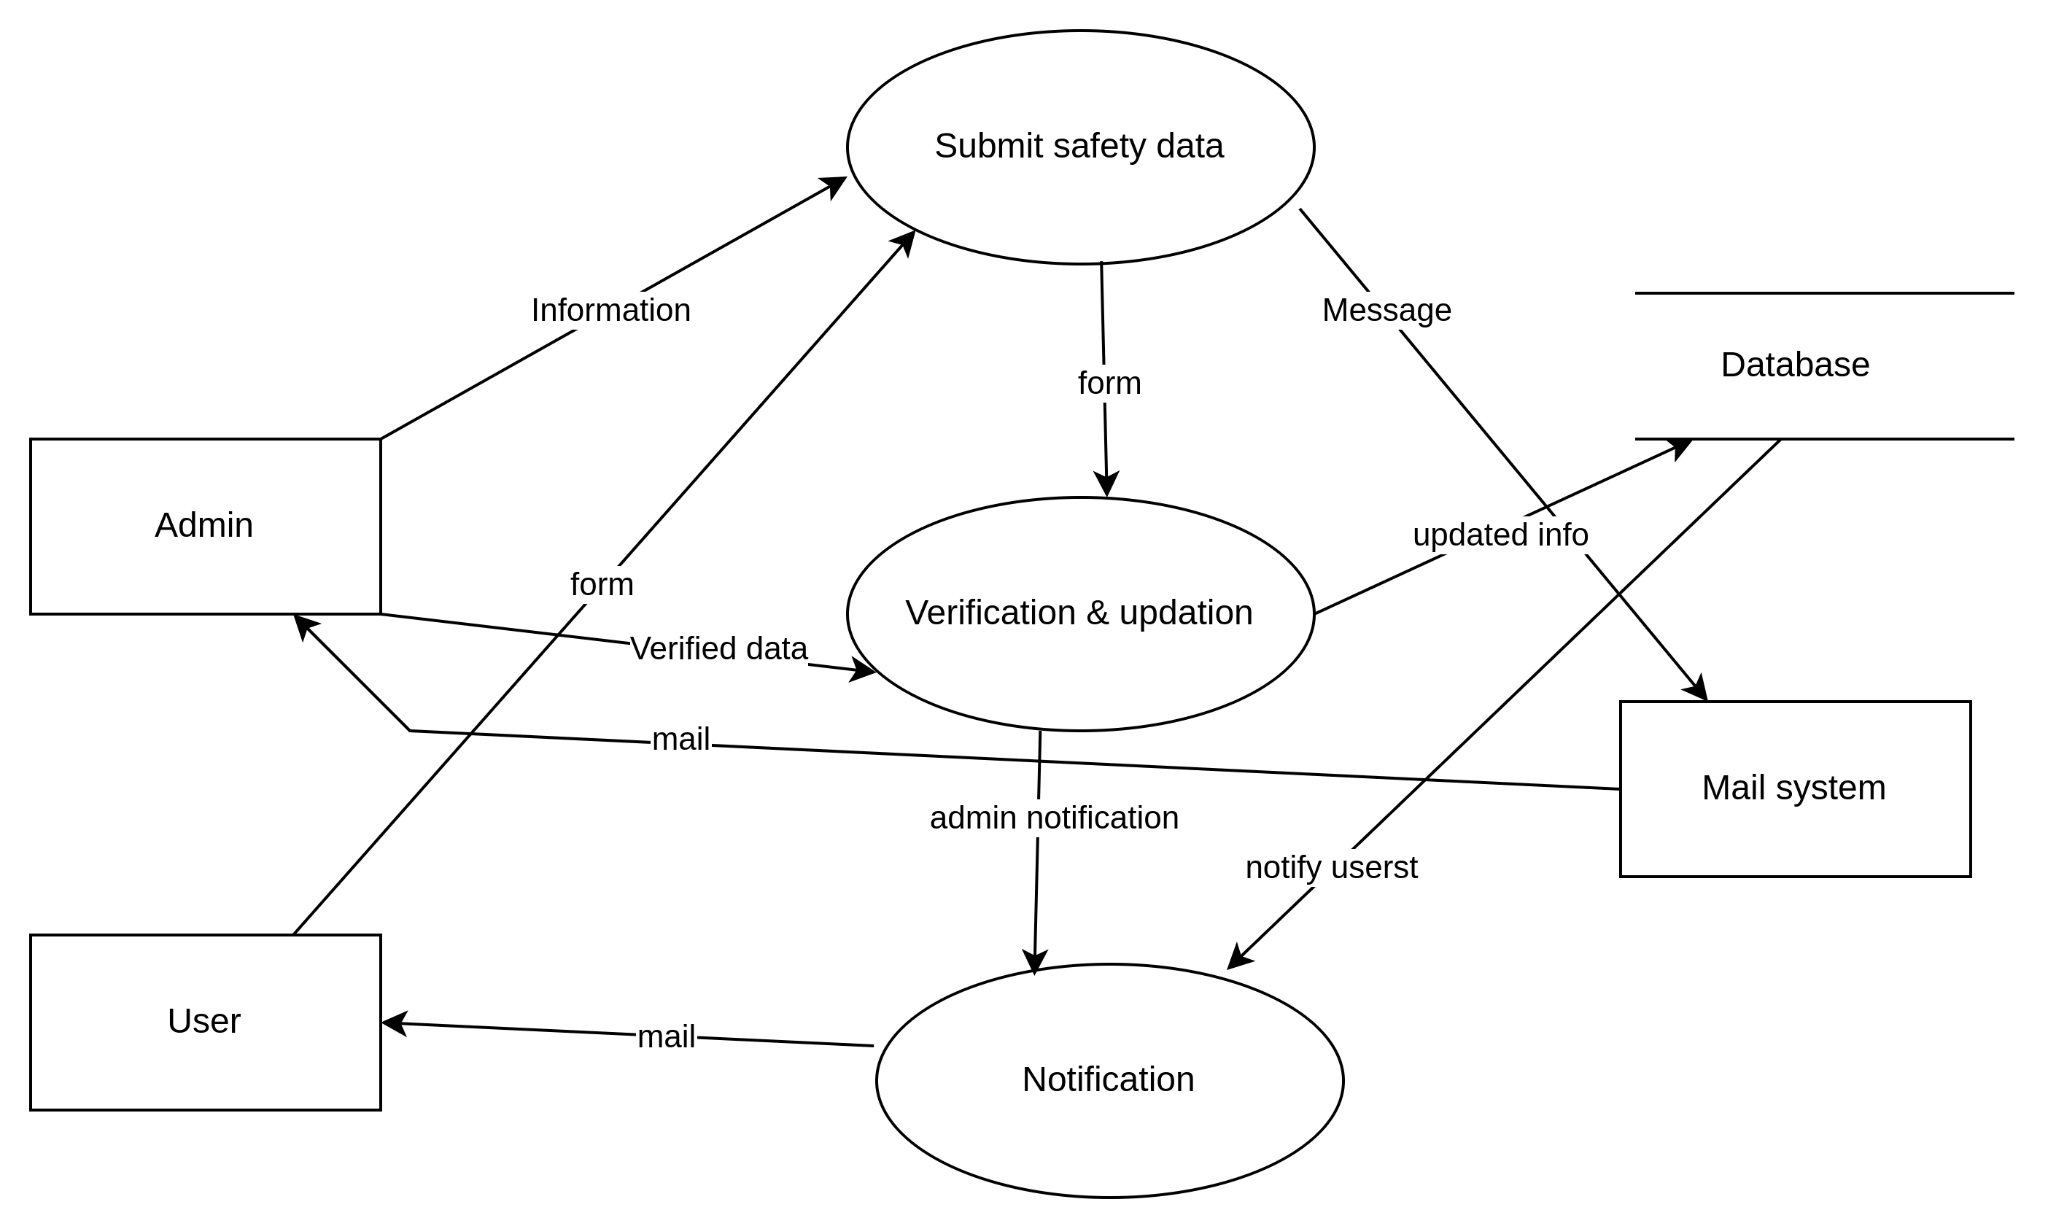 Submit safety data
Information
Message
Database
form
Admin
updated info
form
Verification & updation
Verified data
mail
Mail system
admin notification
notify userst
User
mail
Notification